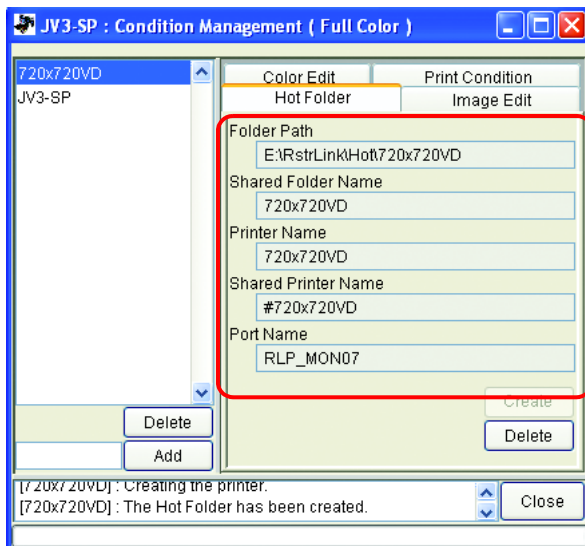 JV3-SP : Condition Management ( Full Color )
720x720VD
JV3-SP
Color Edit
Print Condition
Hot Folder
Image Edit
Folder Path
E:\RstrLink\Hot\720x720VD
Shared Folder Name
720x720VD
Printer Name
720x720VD
Shared Printer Name
#720x720VD
Port Name
RLP_MON07
Create
Delete
Delete
Add
[720x720VD] : Creating the printer.
[720x720VD] : The Hot Folder has been created.
Close